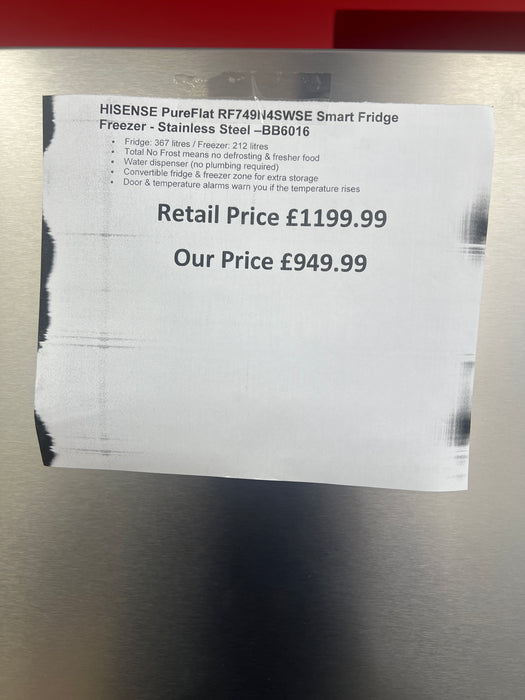 HISENSE PureFlat RF749N4SWSE Smart Fridge
Freezer - Stainless Steel –BB6016
• Fridge: 367 litres / Freezer: 212 litres
• Total No Frost means no defrosting & fresher food
• Water dispenser (no plumbing required)
• Convertible fridge & freezer zone for extra storage
• Door & temperature alarms warn you if the temperature rises
Retail Price £1199.99
Our Price £949.99